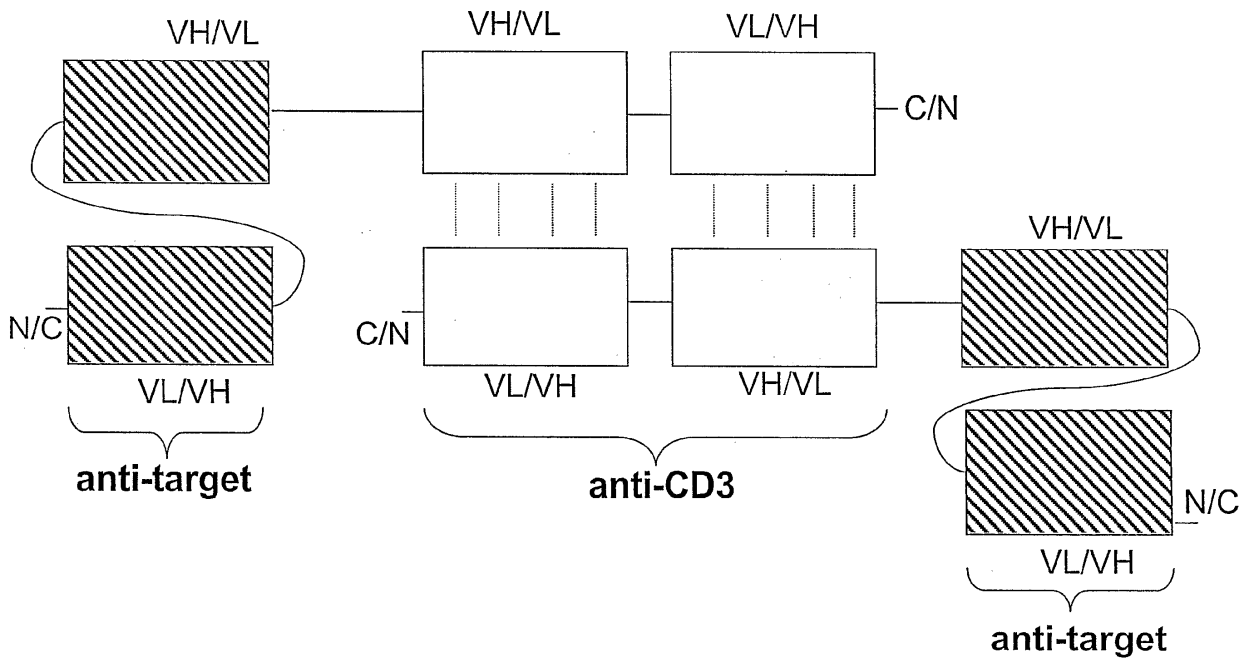 VH/VL
VH/VL
VL/VH
C/N
VH/VL
N/C
C/N
VL/VH
VL/VH
VH/VL
anti-target
anti-CD3
N/C
VL/VH
anti-target